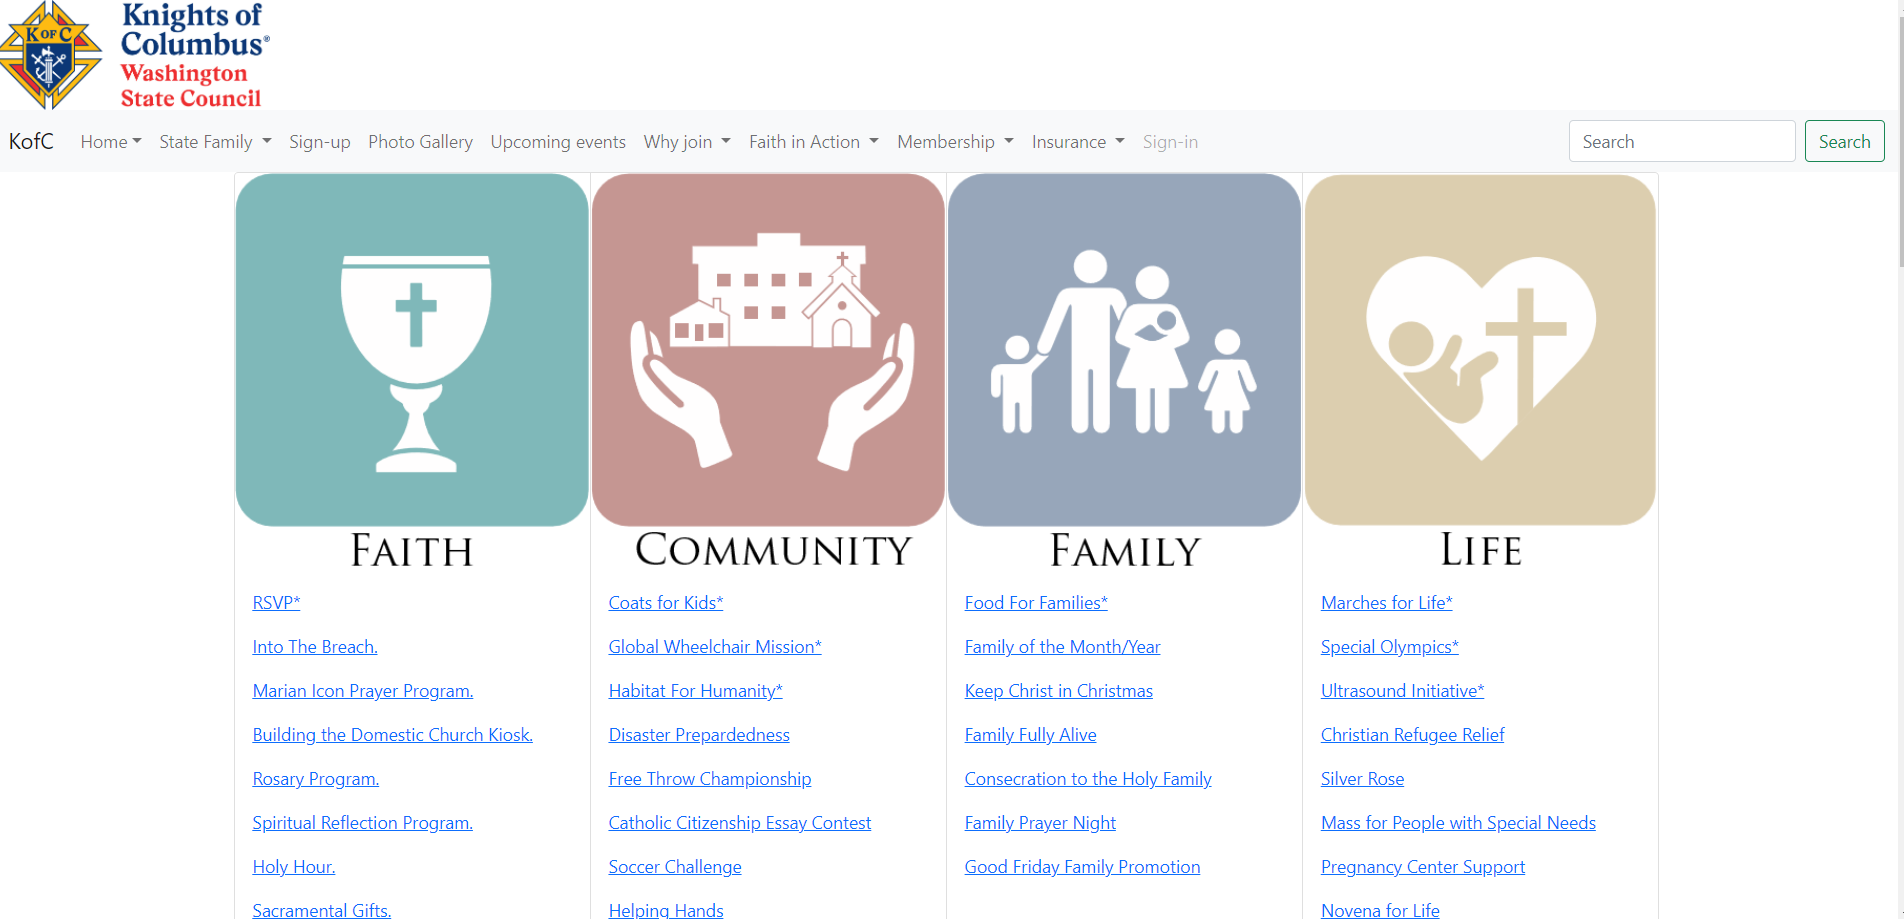 K OF C
Knights of
Columbus®
Washington
State Council
KofC Home State Family Sign-up Photo Gallery Upcoming events Why join Faith in Action Membership Insurance Sign-in Search Search
FAITH
RSVP*
Into The Breach.
Marian Icon Prayer Program.
Building the Domestic Church Kiosk.
Rosary Program.
Spiritual Reflection Program.
Holy Hour.
Sacramental Gifts.
COMMUNITY
Coats for Kids*
Global Wheelchair Mission*
Habitat For Humanity*
Disaster Prepardedness
Free Throw Championship
Catholic Citizenship Essay Contest
Soccer Challenge
Helping Hands
FAMILY
Food For Families*
Family of the Month/Year
Keep Christ in Christmas
Family Fully Alive
Consecration to the Holy Family
Family Prayer Night
Good Friday Family Promotion
LIFE
Marches for Life*
Special Olympics*
Ultrasound Initiative*
Christian Refugee Relief
Silver Rose
Mass for People with Special Needs
Pregnancy Center Support
Novena for Life